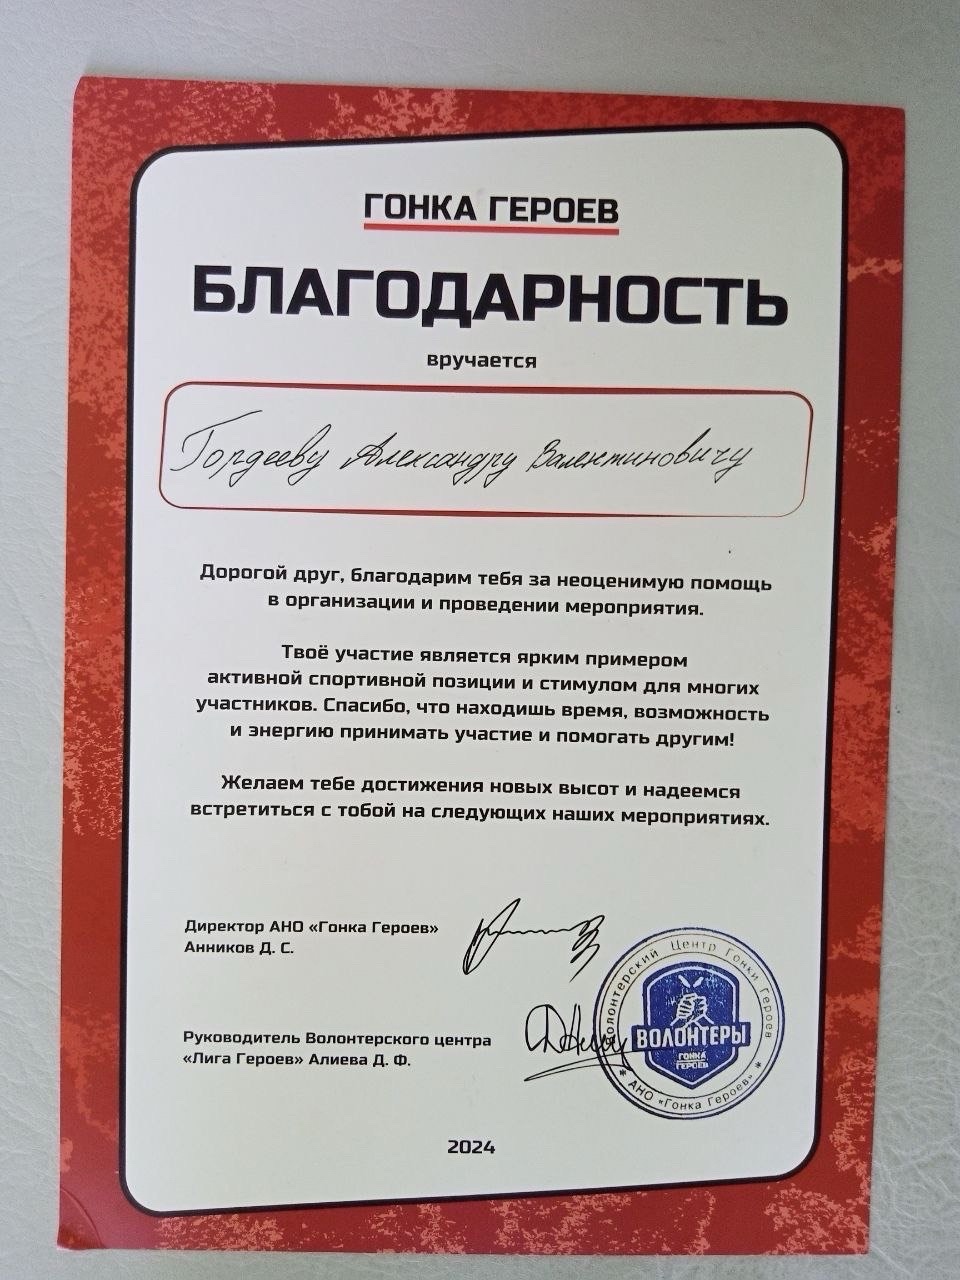 ГОНКА ГЕРОЕВ
БЛАГОДАРНОСТЬ
вручается
Гордееву Александру Валентиновичу
Дорогой друг, благодарим тебя за неоценимую помощь
в организации и проведении мероприятия.
Твоё участие является ярким примером
активной спортивной позиции и стимулом для многих
участников. Спасибо, что находишь время, возможность
и энергию принимать участие и помогать другим!
Желаем тебе достижения новых высот и надеемся
встретиться с тобой на следующих наших мероприятиях.
Директор АНО «Гонка Героев»
Анников Д. С.
Руководитель Волонтерского центра
«Лига Героев» Алиева Д. Ф.
Волонтерский Центр Гонки Героев
ВОЛОНТЕРЫ
ГОНКА
ГЕРОЕВ
* АНО «Гонка Героев» *
2024